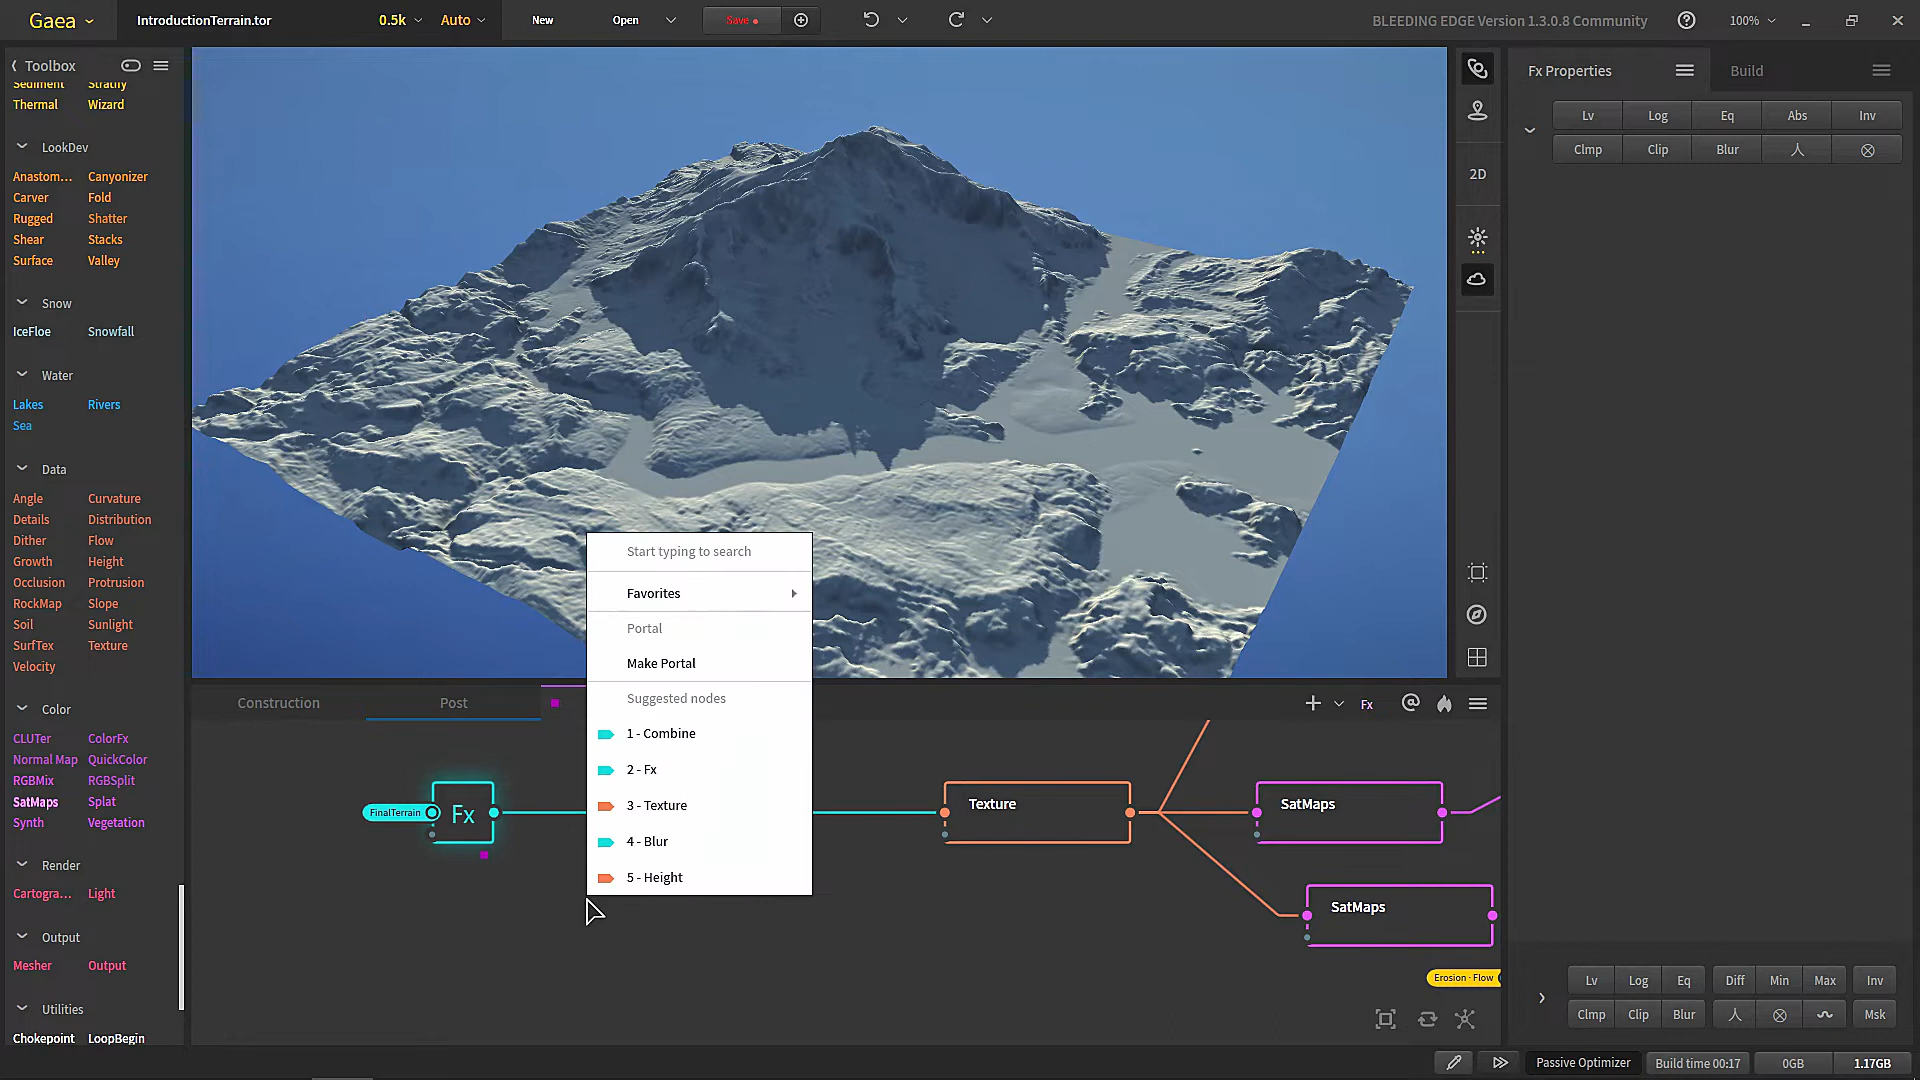 Gaea
IntroductionTerrain.tor
0.5k
Auto
New
Open
Save
BLEEDING EDGE Version 1.3.0.8 Community
100%
Toolbox
Sediment Stratify
Thermal Wizard
LookDev
Anastom... Canyonizer
Carver Fold
Rugged Shatter
Shear Stacks
Surface Valley
Snow
IceFloe Snowfall
Water
Lakes Rivers
Sea
Data
Angle Curvature
Details Distribution
Dither Flow
Growth Height
Occlusion Protrusion
RockMap Slope
Soil Sunlight
SurfTex Texture
Velocity
Color
CLUTer ColorFx
Normal Map QuickColor
RGBMix RGBSplit
SatMaps Splat
Synth Vegetation
Render
Cartogra... Light
Output
Mesher Output
Utilities
Chokepoint LoopBegin
2D
Start typing to search
Favorites
Portal
Make Portal
Suggested nodes
1 - Combine
2 - Fx
3 - Texture
4 - Blur
5 - Height
Construction
Post
Fx
FinalTerrain
Fx
Texture
SatMaps
SatMaps
Erosion · Flow
Fx Properties
Build
Lv Log Eq Abs Inv
Clmp Clip Blur
Lv Log Eq Diff Min Max Inv
Clmp Clip Blur Msk
Passive Optimizer
Build time 00:17
0GB
1.17GB